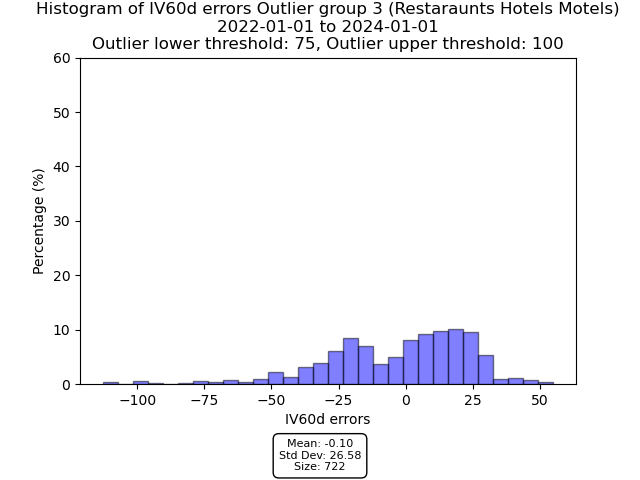 Histogram of IV60d errors Outlier group 3 (Restaraunts Hotels Motels)
2022-01-01 to 2024-01-01
Outlier lower threshold: 75, Outlier upper threshold: 100
60
50
40
30
20
10
0
Percentage (%)
−100 −75 −50 −25 0 25 50
IV60d errors
Mean: -0.10
Std Dev: 26.58
Size: 722